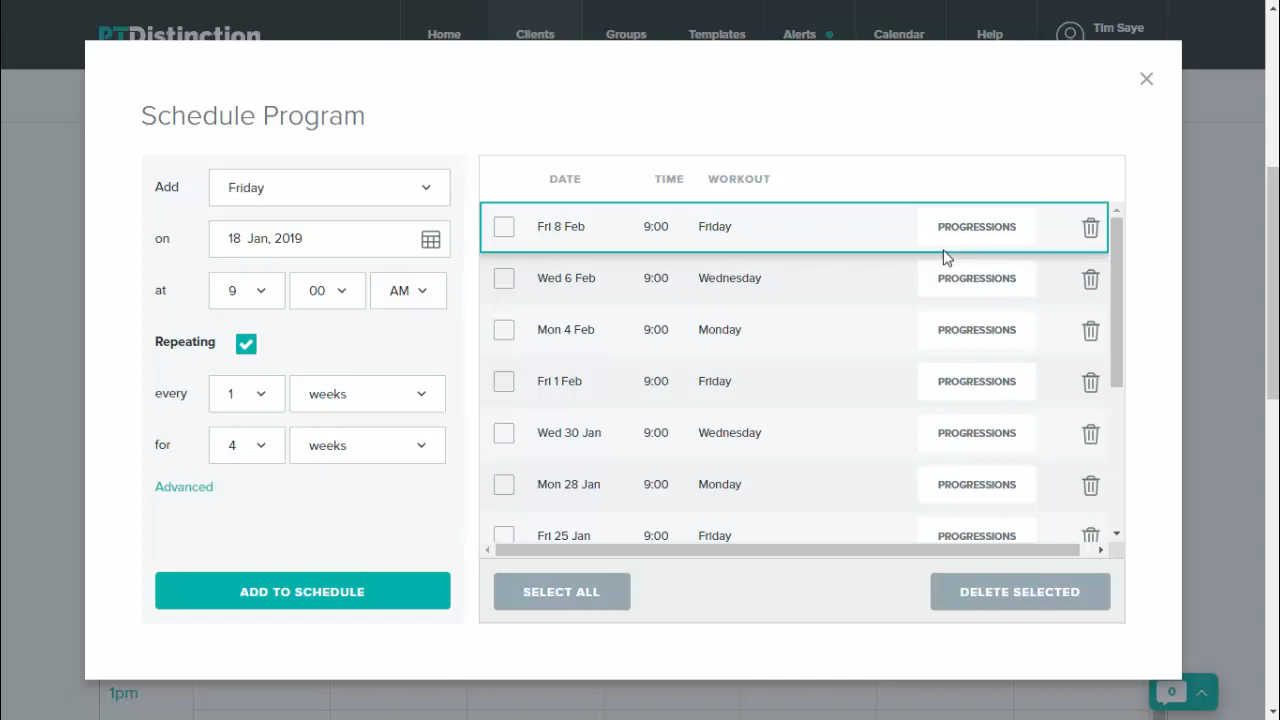 PTDistinction
Home Clients Groups Templates Alerts Calendar Help Tim Saye
Schedule Program
Add Friday
on 18 Jan, 2019
at 9 00 AM
Repeating
every 1 weeks
for 4 weeks
Advanced
ADD TO SCHEDULE
DATE TIME WORKOUT
Fri 8 Feb 9:00 Friday PROGRESSIONS
Wed 6 Feb 9:00 Wednesday PROGRESSIONS
Mon 4 Feb 9:00 Monday PROGRESSIONS
Fri 1 Feb 9:00 Friday PROGRESSIONS
Wed 30 Jan 9:00 Wednesday PROGRESSIONS
Mon 28 Jan 9:00 Monday PROGRESSIONS
Fri 25 Jan 9:00 Friday PROGRESSIONS
SELECT ALL DELETE SELECTED
1pm
0